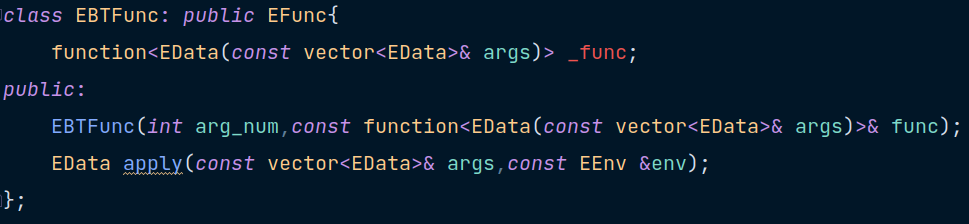 class EBTFunc: public EFunc{
    function<EData(const vector<EData>& args)> _func;
public:
    EBTFunc(int arg_num,const function<EData(const vector<EData>& args)>& func);
    EData apply(const vector<EData>& args,const EEnv &env);
};